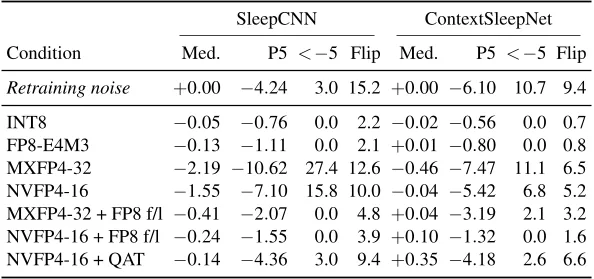 SleepCNN ContextSleepNet
Condition Med. P5 <−5 Flip Med. P5 <−5 Flip
Retraining noise +0.00 −4.24 3.0 15.2 +0.00 −6.10 10.7 9.4
INT8 −0.05 −0.76 0.0 2.2 −0.02 −0.56 0.0 0.7
FP8-E4M3 −0.13 −1.11 0.0 2.1 +0.01 −0.80 0.0 0.8
MXFP4-32 −2.19 −10.62 27.4 12.6 −0.46 −7.47 11.1 6.5
NVFP4-16 −1.55 −7.10 15.8 10.0 −0.04 −5.42 6.8 5.2
MXFP4-32 + FP8 f/l −0.41 −2.07 0.0 4.8 +0.04 −3.19 2.1 3.2
NVFP4-16 + FP8 f/l −0.24 −1.55 0.0 3.9 +0.10 −1.32 0.0 1.6
NVFP4-16 + QAT −0.14 −4.36 3.0 9.4 +0.35 −4.18 2.6 6.6